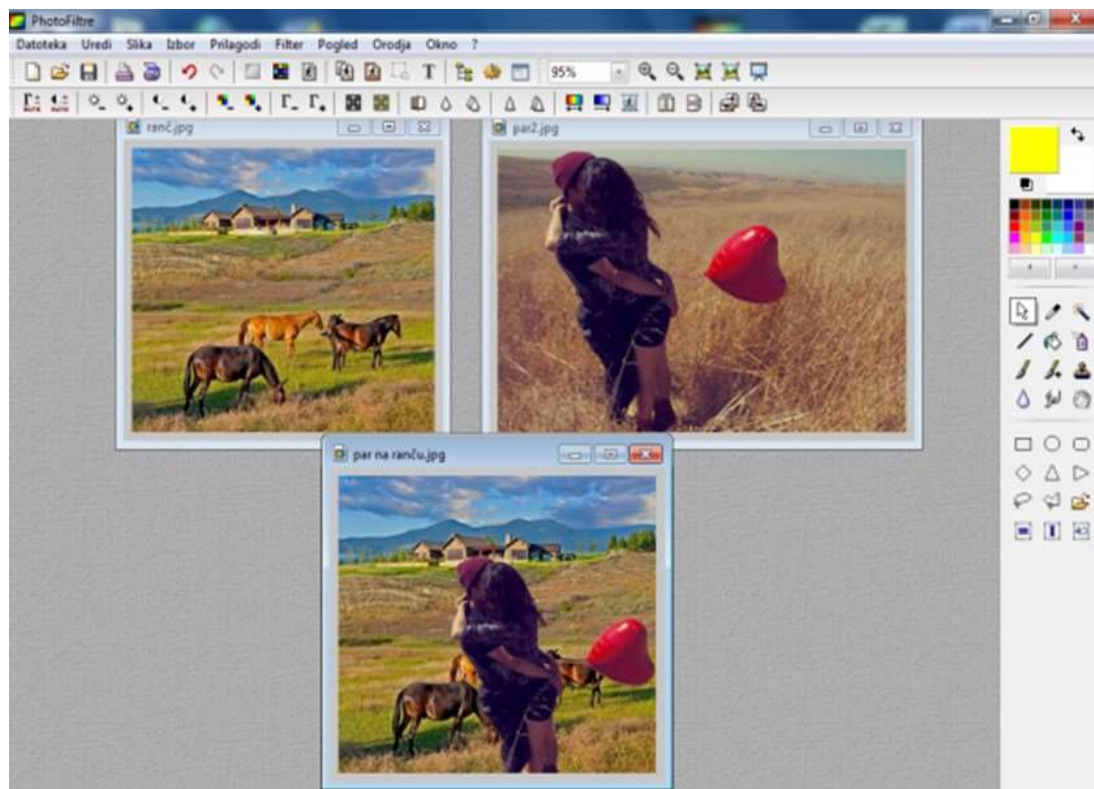 PhotoFiltre
Datoteka Uredi Slika Izbor Prilagodi Filter Pogled Orodja Okno ?
95%
ranč.jpg
par2.jpg
par na ranču.jpg